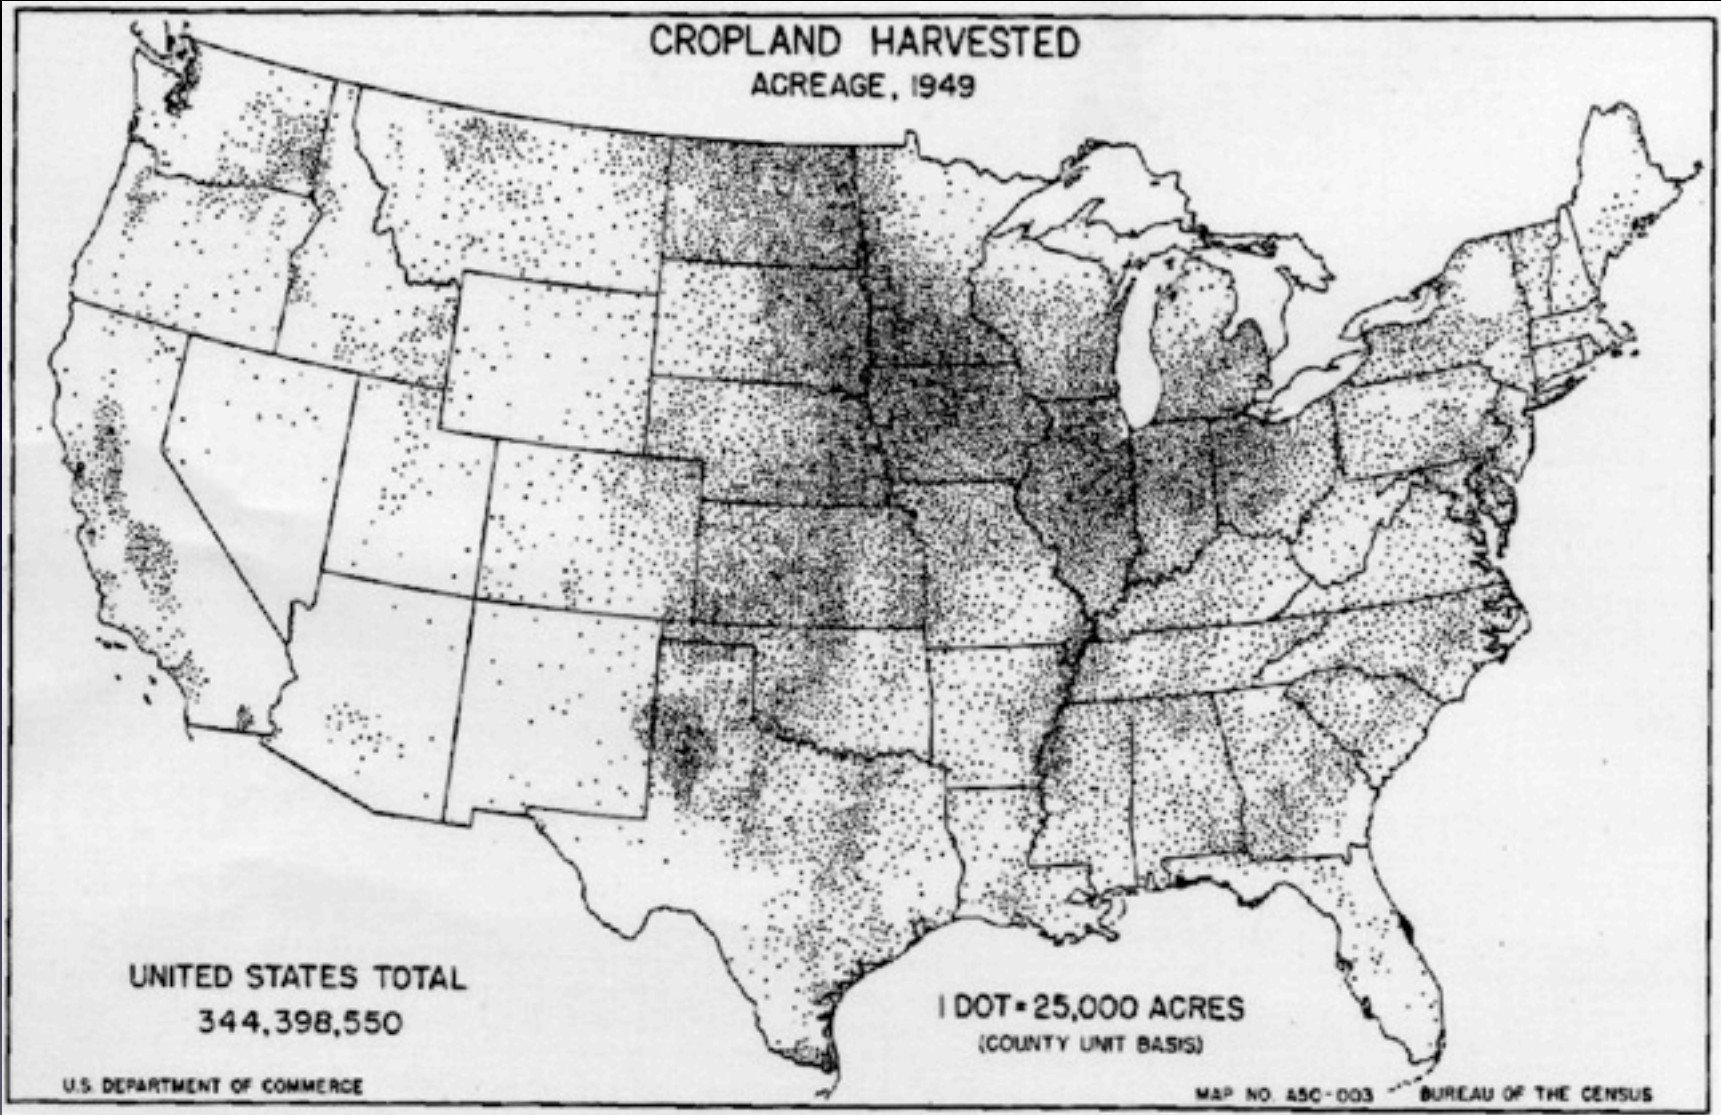 CROPLAND HARVESTED
ACREAGE, 1949
UNITED STATES TOTAL
344,398,550
1 DOT = 25,000 ACRES
(COUNTY UNIT BASIS)
U.S. DEPARTMENT OF COMMERCE
MAP NO. A50-003
BUREAU OF THE CENSUS